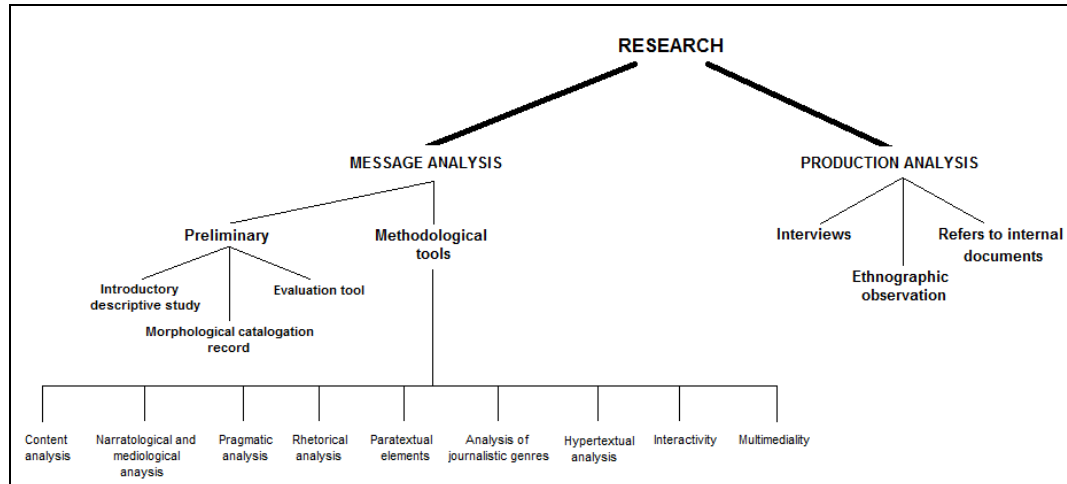 RESEARCH
MESSAGE ANALYSIS
PRODUCTION ANALYSIS
Preliminary
Methodological
tools
Interviews
Refers to internal
documents
Ethnographic
observation
Introductory
descriptive study
Evaluation tool
Morphological catalogation
record
Content
analysis
Narratological and
mediological
anaysis
Pragmatic
analysis
Rhetorical
analysis
Paratextual
elements
Analysis of
journalistic genres
Hypertextual
analysis
Interactivity
Multimediality